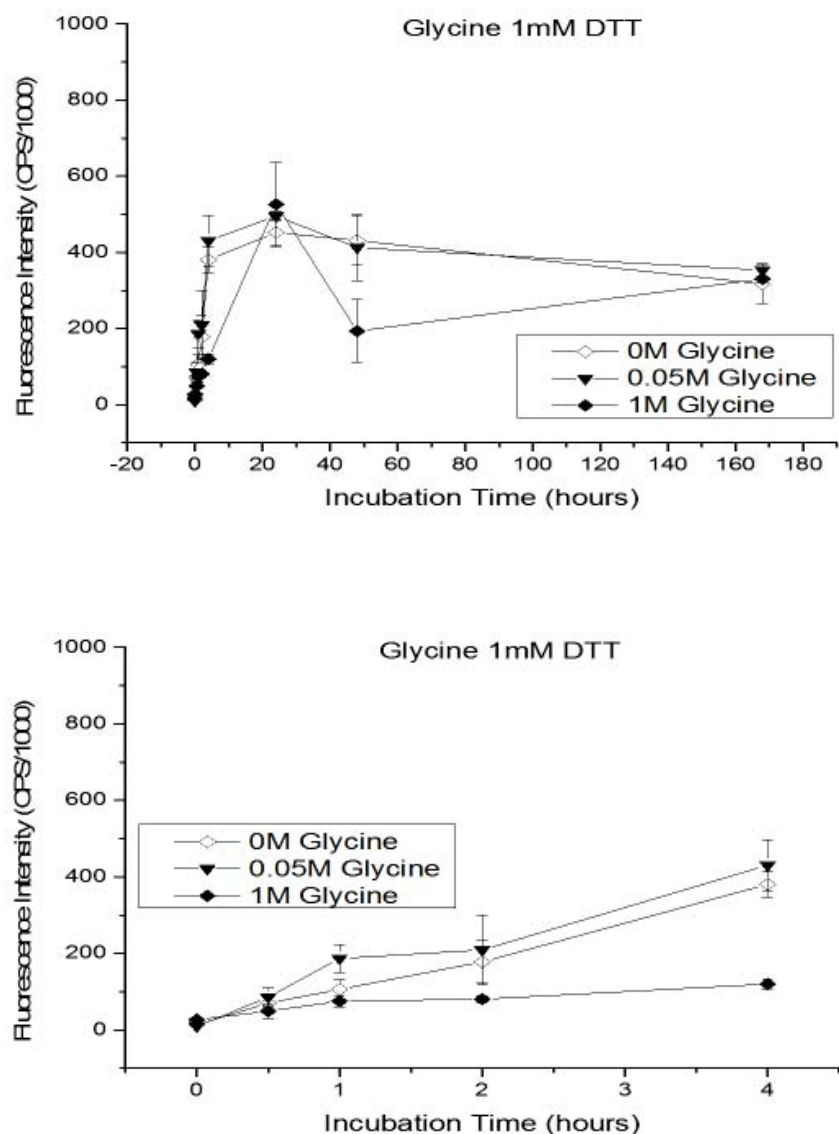 Glycine 1mM DTT
1000
800
600
400
200
0
Fluorescence Intensity (CPS/1000)
0M Glycine
0.05M Glycine
1M Glycine
-20 0 20 40 60 80 100 120 140 160 180
Incubation Time (hours)
Glycine 1mM DTT
1000
800
600
400
200
0
Fluorescence Intensity (CPS/1000)
0M Glycine
0.05M Glycine
1M Glycine
0 1 2 3 4
Incubation Time (hours)